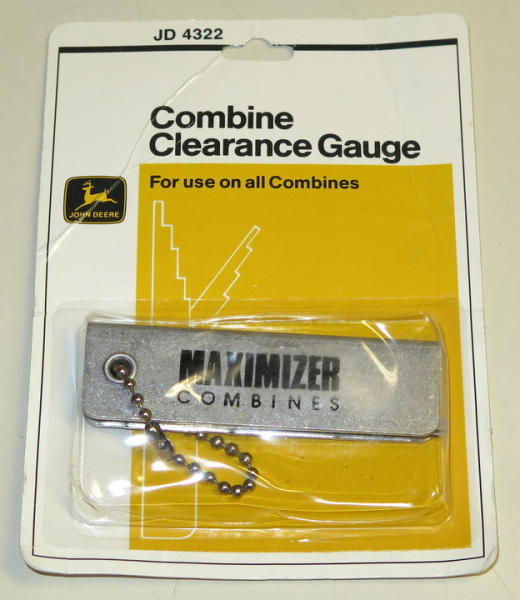 JD 4322
Combine
Clearance Gauge
For use on all Combines
JOHN DEERE
MAXIMIZER
COMBINES